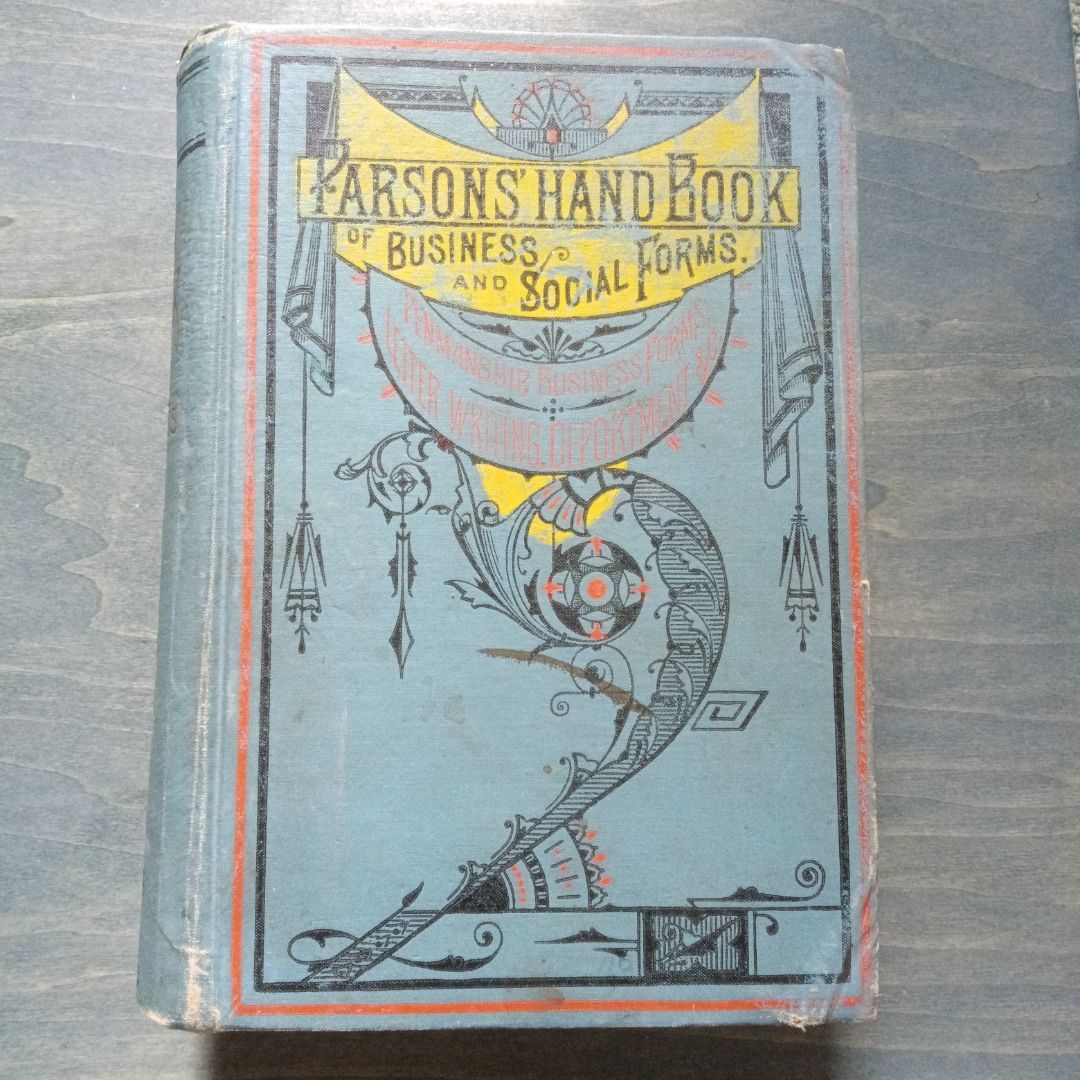 PARSONS' HAND BOOK
OF BUSINESS
AND SOCIAL FORMS.
PENMANSHIP, BUSINESS FORMS,
LETTER WRITING, DEPORTMENT &C.